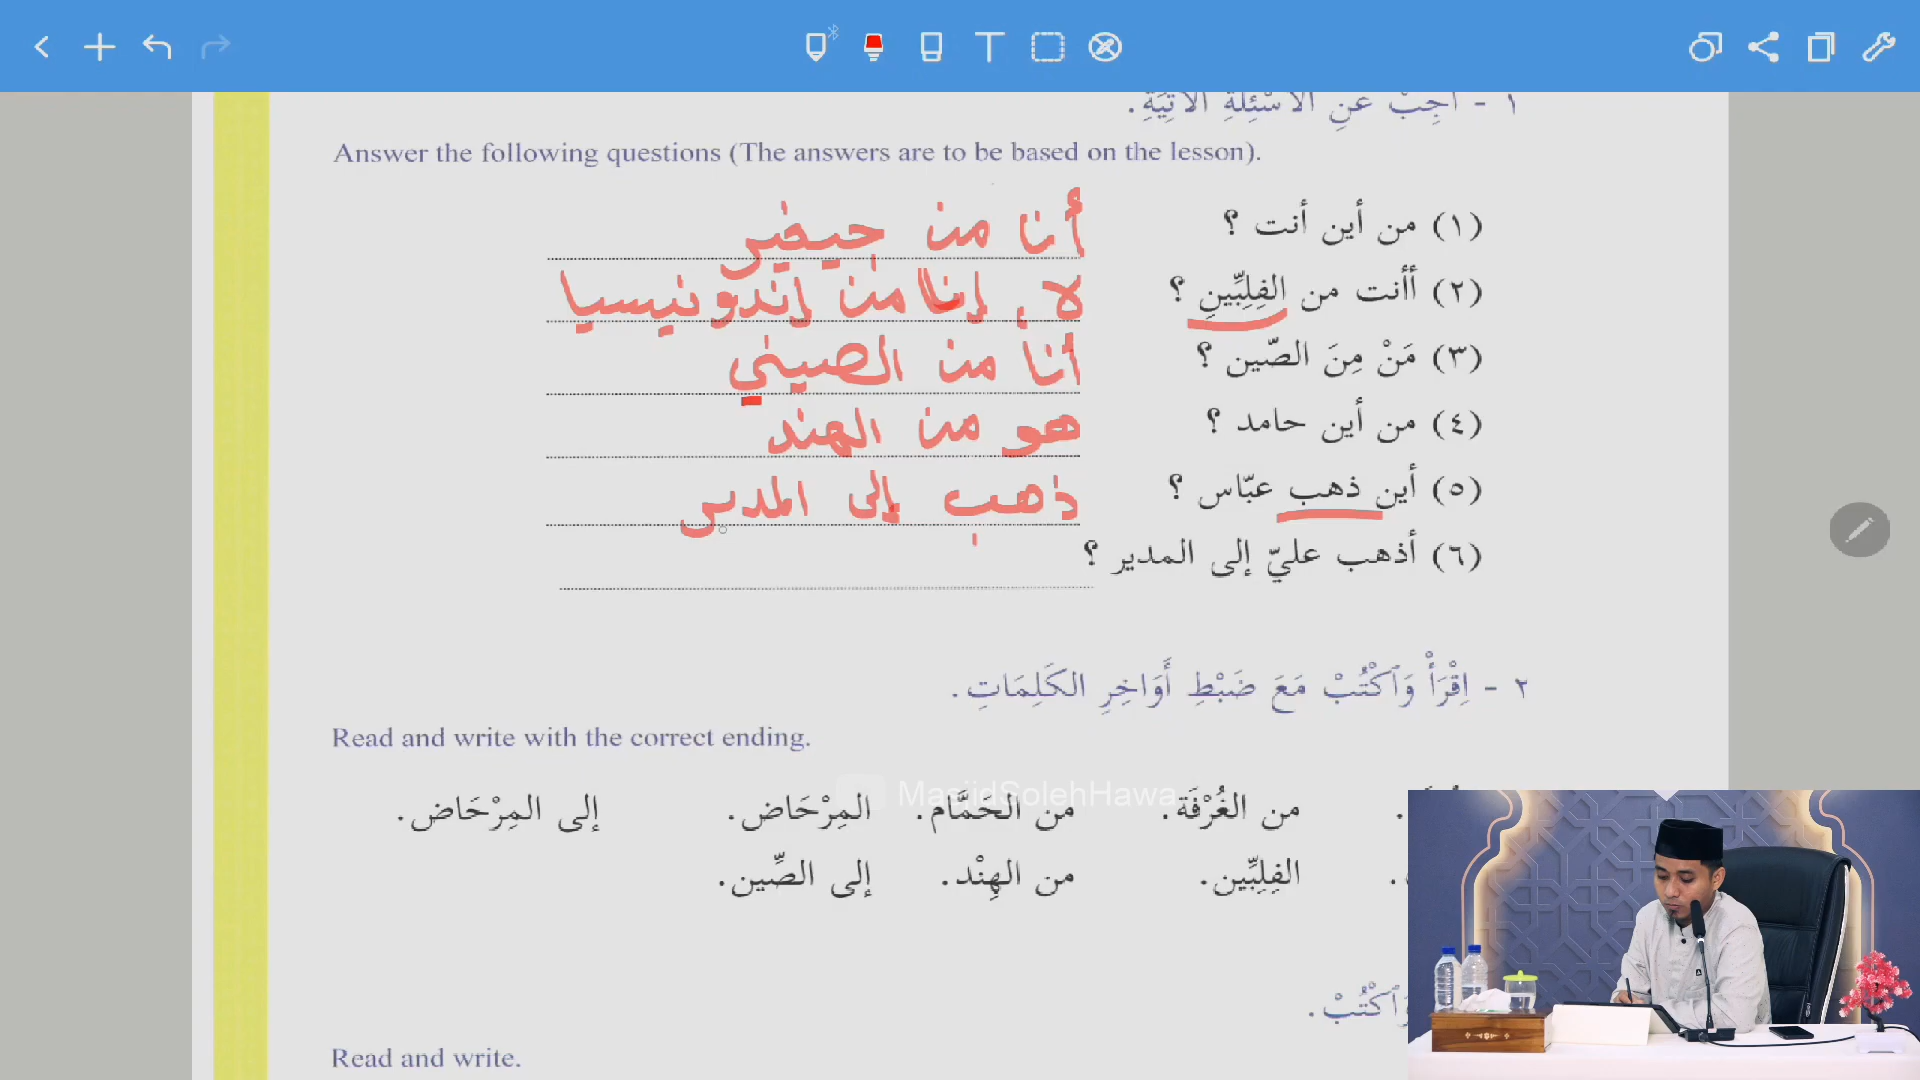 ١ - أَجِبْ عَنِ الأَسْئِلَةِ الآتِيَةِ.
Answer the following questions (The answers are to be based on the lesson).
(١) من أين أنت ؟ أنا من
(٢) أأنت من الفِلِبِّينِ ؟ لا , إنا من إندونيسيا
(٣) مَنْ مِنَ الصّين ؟ أنا من الصيني
(٤) من أين حامد ؟ هو من الهند
(٥) أين ذهب عبّاس ؟ ذهب إلى المدس
(٦) أذهب عليّ إلى المدير ؟
٢ - اِقْرَأْ وَٱكْتُبْ مَعَ ضَبْطِ أَوَاخِرِ الكَلِمَاتِ.
Read and write with the correct ending.
MasjidSolehHawa
من الغُرْفَة. من الحَمَّام. المِرْحَاض. إلى المِرْحَاض.
الفِلِبِّين. من الهِنْد. إلى الصِّين.
وَٱكْتُبْ.
Read and write.